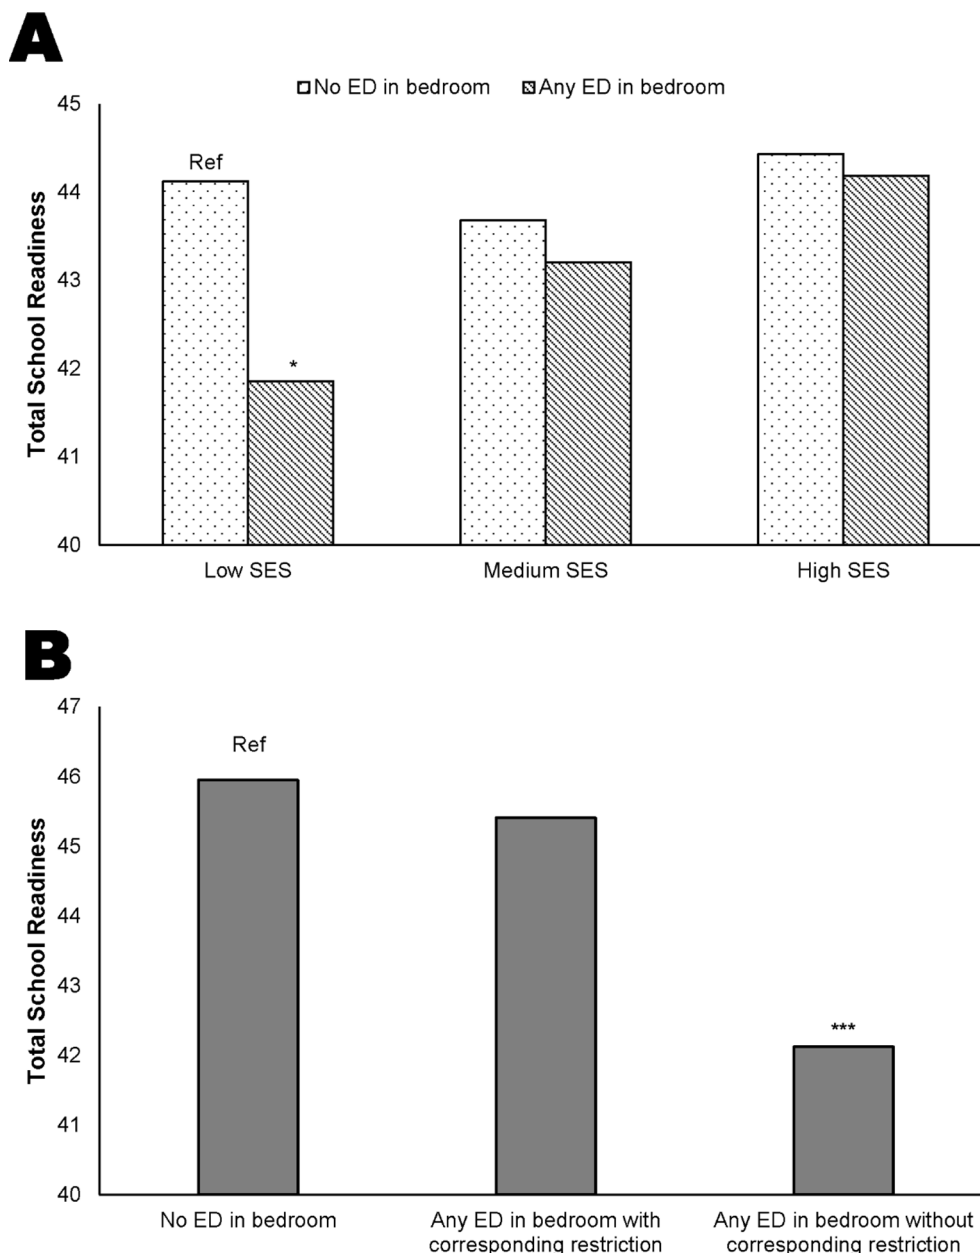 A
No ED in bedroom Any ED in bedroom
45
44
43
42
41
40
Total School Readiness
Ref
*
Low SES Medium SES High SES
B
47
46
45
44
43
42
41
40
Total School Readiness
Ref
***
No ED in bedroom Any ED in bedroom with Any ED in bedroom without
corresponding restriction corresponding restriction